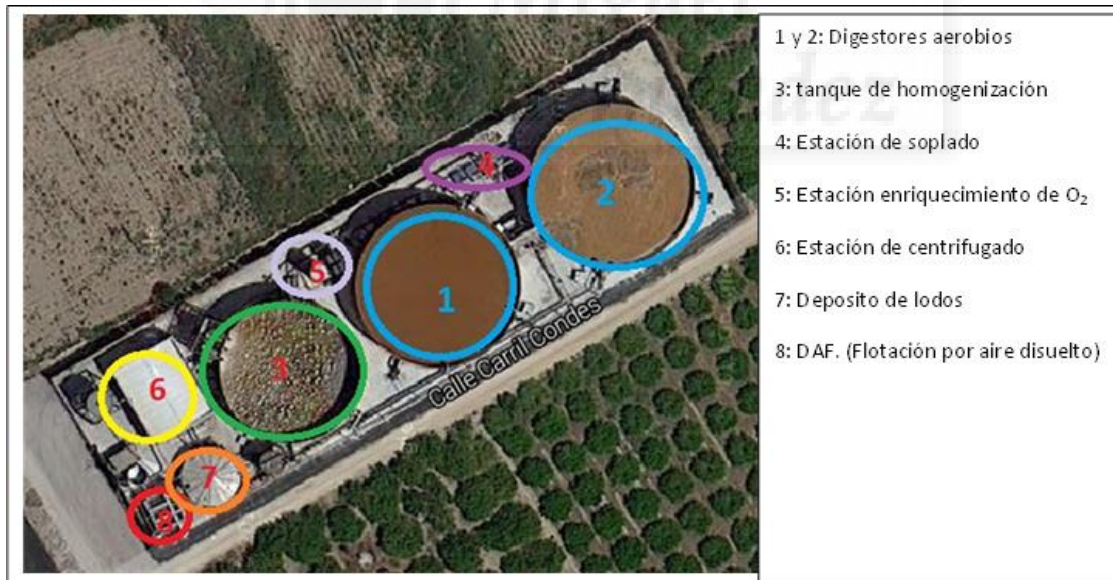 1 y 2: Digestores aerobios
3: tanque de homogenización
4: Estación de soplado
5: Estación enriquecimiento de O₂
6: Estación de centrifugado
7: Deposito de lodos
8: DAF. (Flotación por aire disuelto)
4
2
5
1
Calle Carril Condes
3
6
7
8